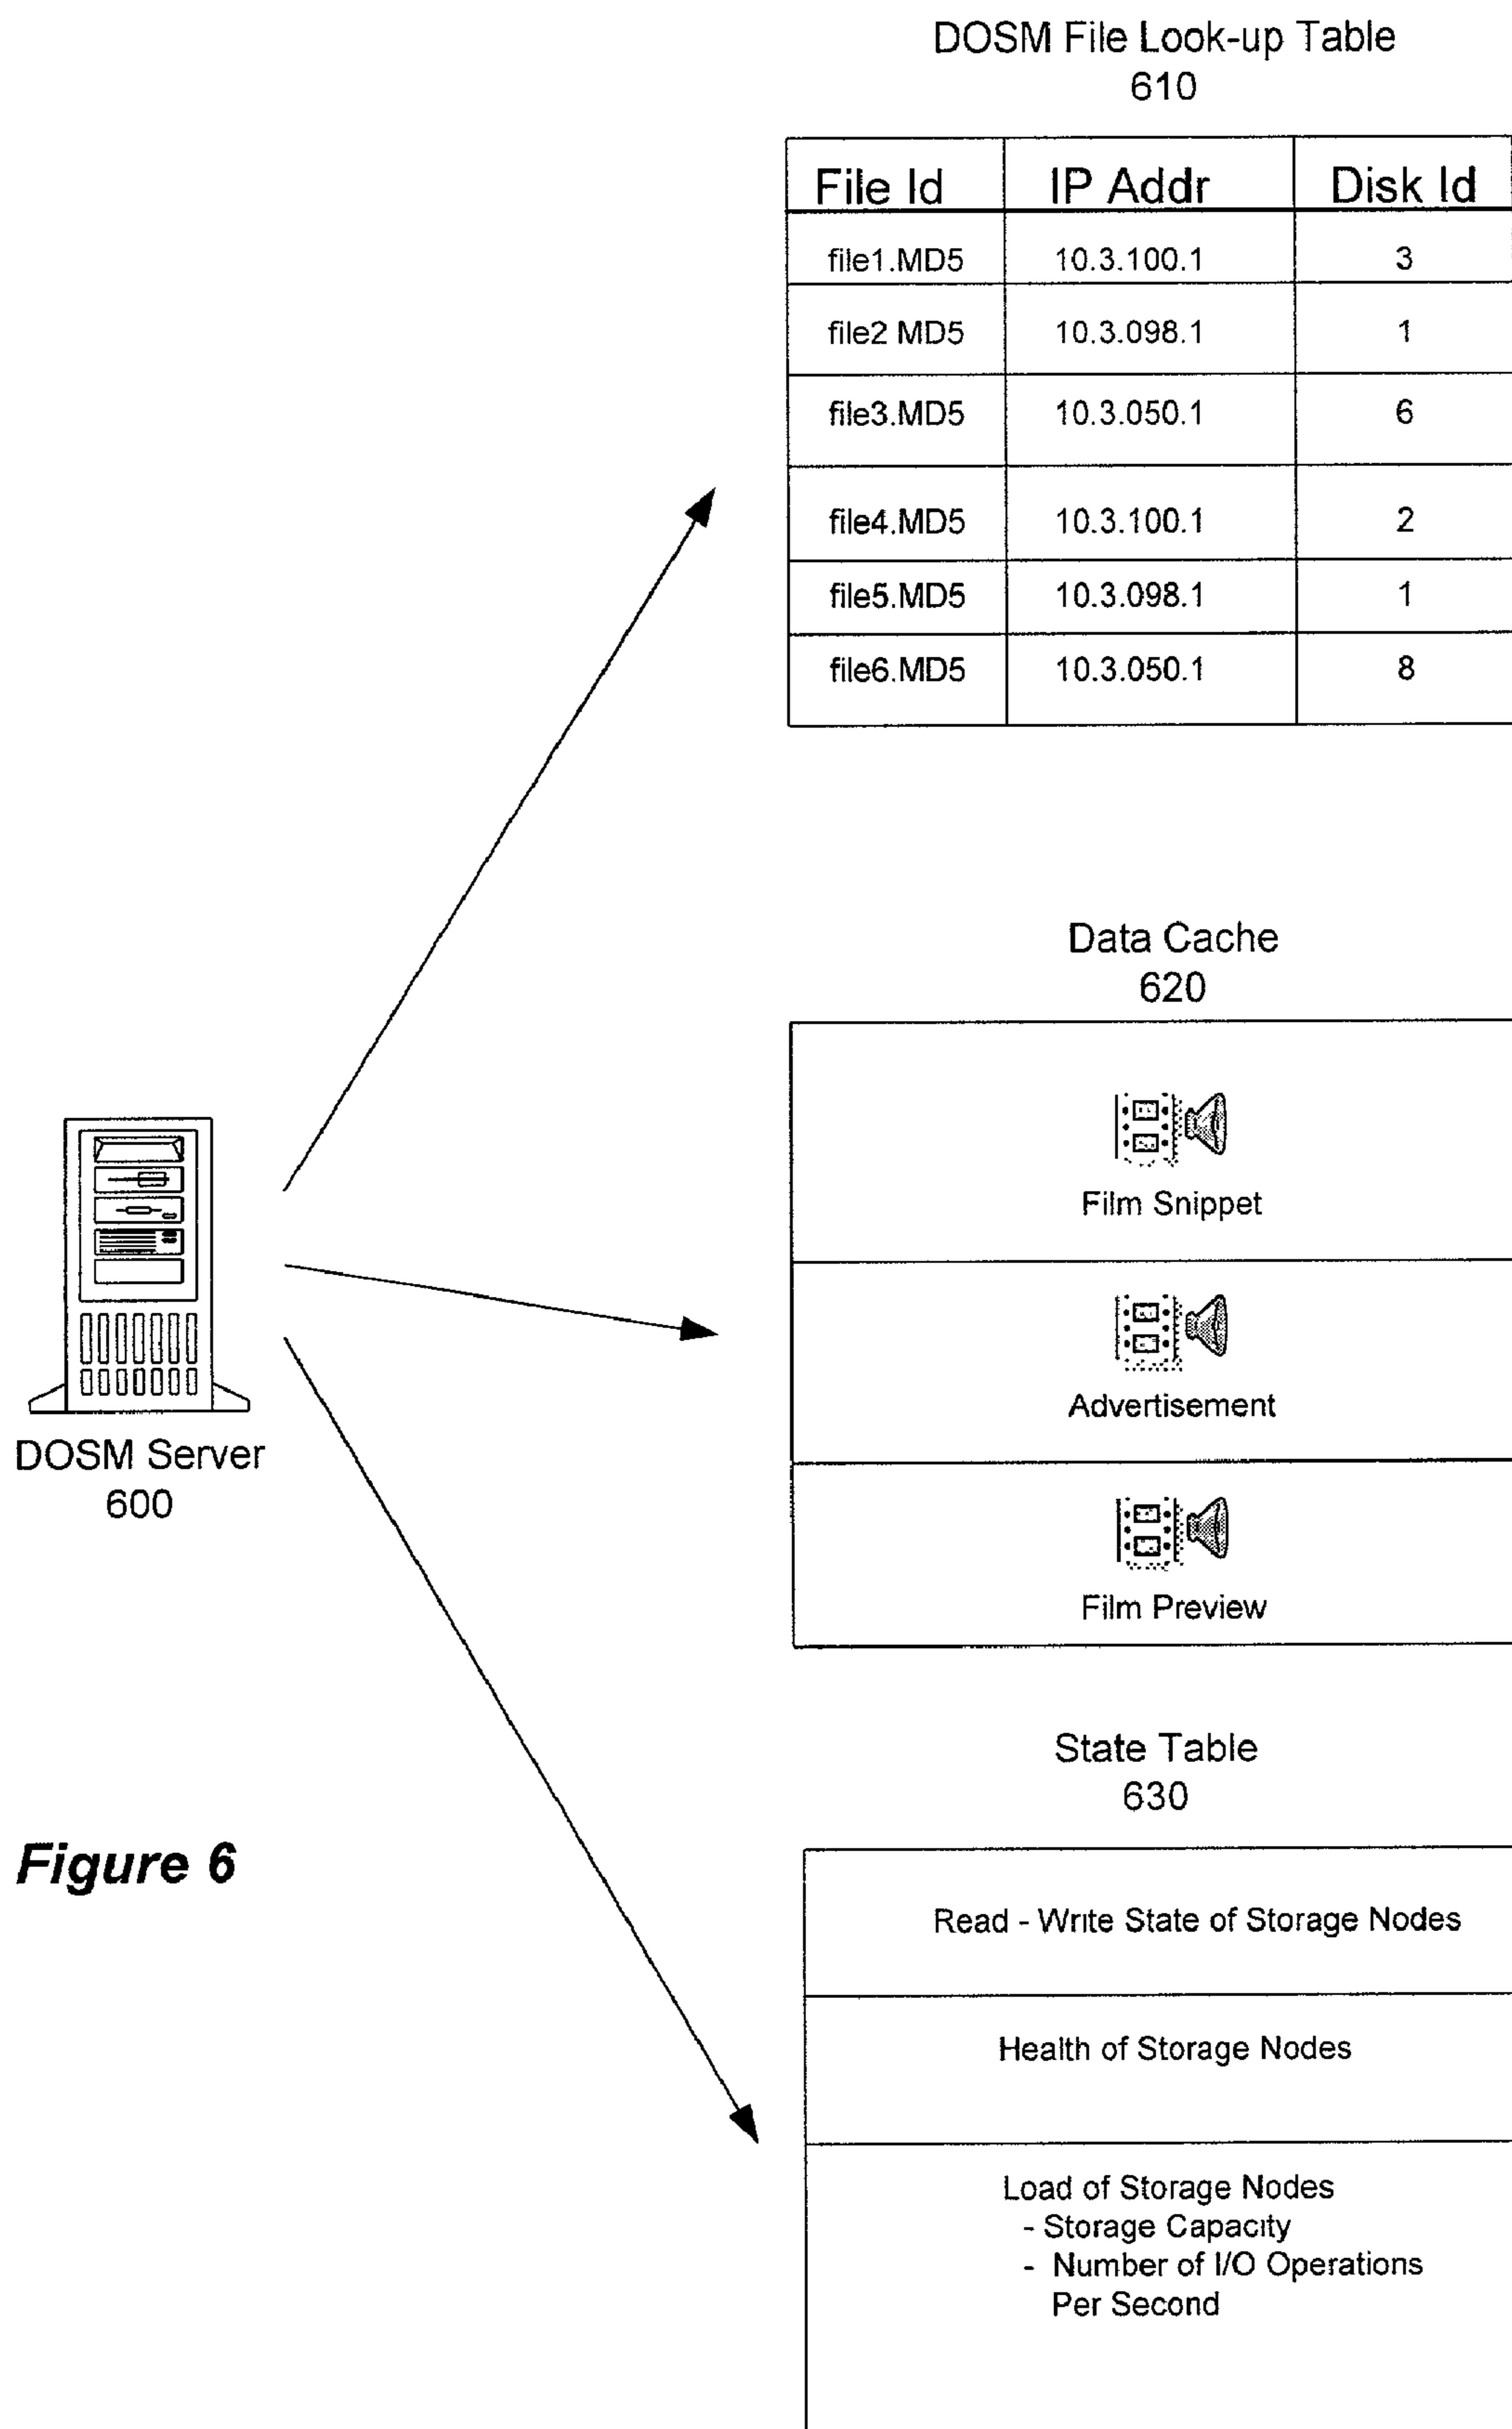 DOSM File Look-up Table
610
File Id IP Addr Disk Id
file1.MD5 10.3.100.1 3
file2 MD5 10.3.098.1 1
file3.MD5 10.3.050.1 6
file4.MD5 10.3.100.1 2
file5.MD5 10.3.098.1 1
file6.MD5 10.3.050.1 8
Data Cache
620
Film Snippet
Advertisement
Film Preview
DOSM Server
600
State Table
630
Read - Write State of Storage Nodes
Health of Storage Nodes
Load of Storage Nodes
- Storage Capacity
- Number of I/O Operations
Per Second
Figure 6